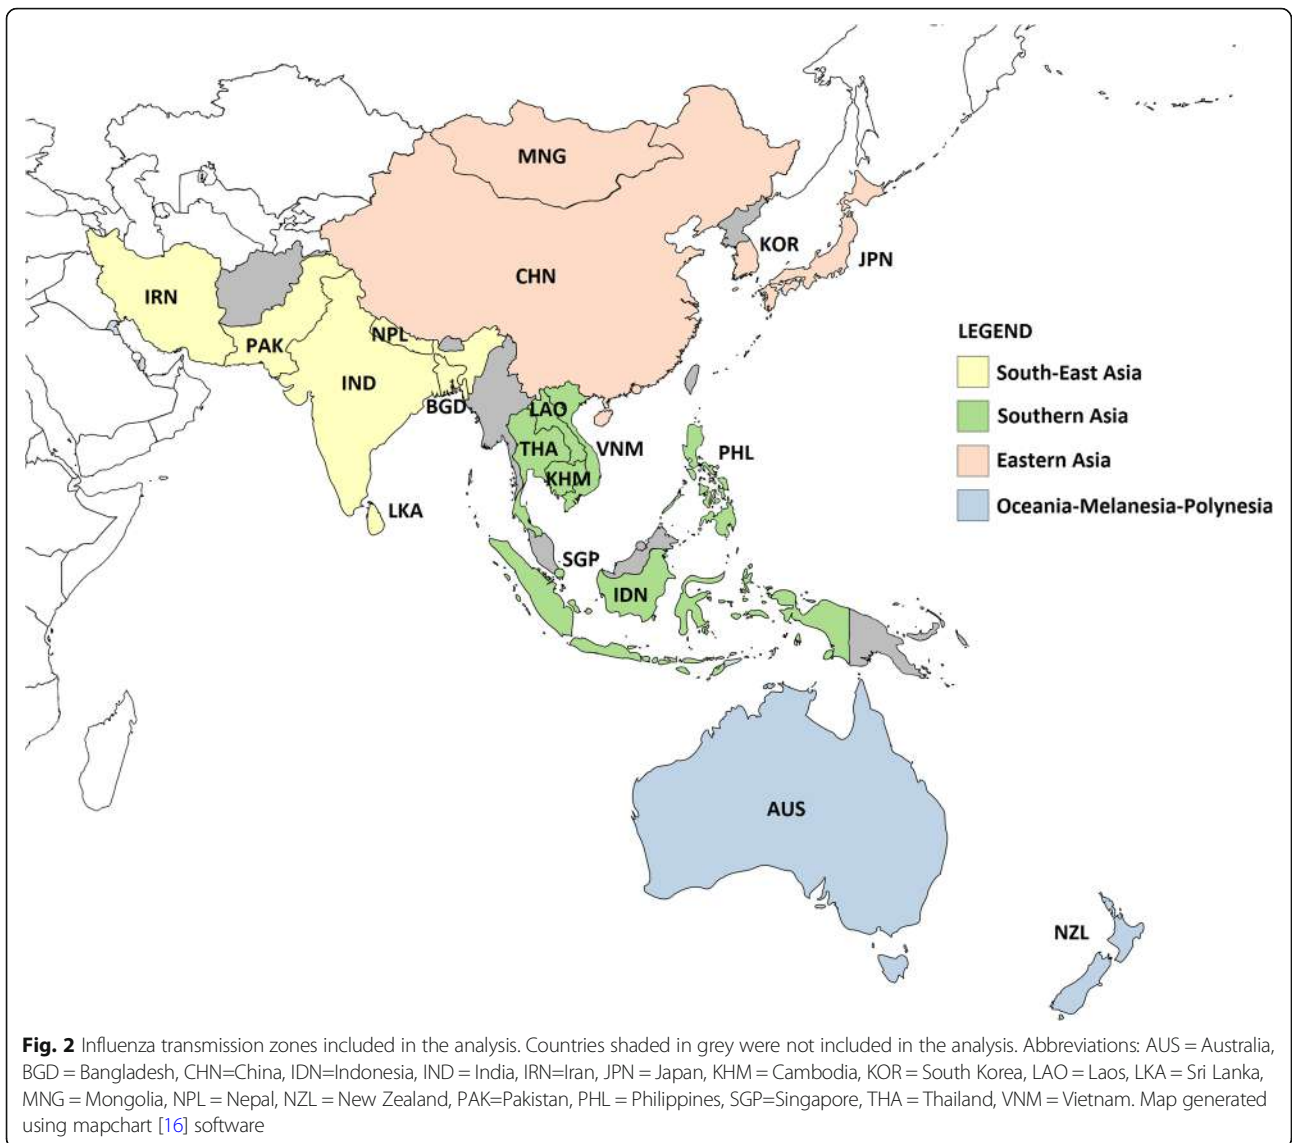 MNG
KOR
JPN
CHN
IRN
LEGEND
NPL
PAK
South-East Asia
IND
BGD
LAO
Southern Asia
THA
VNM
PHL
Eastern Asia
KHM
LKA
Oceania-Melanesia-Polynesia
SGP
IDN
AUS
NZL
Fig. 2 Influenza transmission zones included in the analysis. Countries shaded in grey were not included in the analysis. Abbreviations: AUS = Australia,
BGD = Bangladesh, CHN=China, IDN=Indonesia, IND = India, IRN=Iran, JPN = Japan, KHM = Cambodia, KOR = South Korea, LAO = Laos, LKA = Sri Lanka,
MNG = Mongolia, NPL = Nepal, NZL = New Zealand, PAK=Pakistan, PHL = Philippines, SGP=Singapore, THA = Thailand, VNM = Vietnam. Map generated
using mapchart [16] software